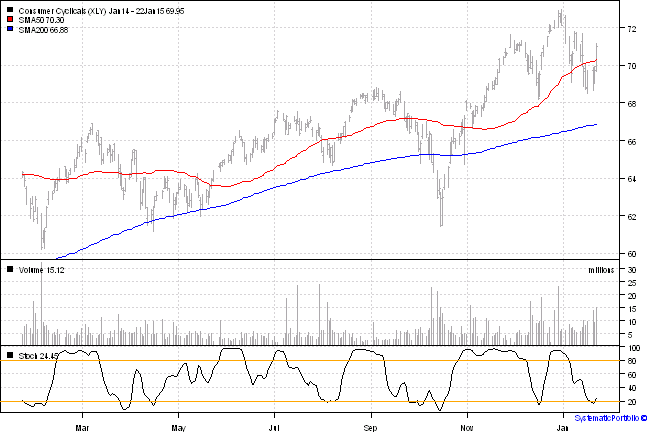 Consumer Cyclicals (XLY) Jan14 - 22Jan15 69.95
SMA50 70.30
SMA200 66.88
72
70
68
66
64
62
60
Volume 15.12
millions
30
25
20
15
10
5
Stoch 24.45
100
80
60
40
20
Mar May Jul Sep Nov Jan
SystematicPortfolio ©